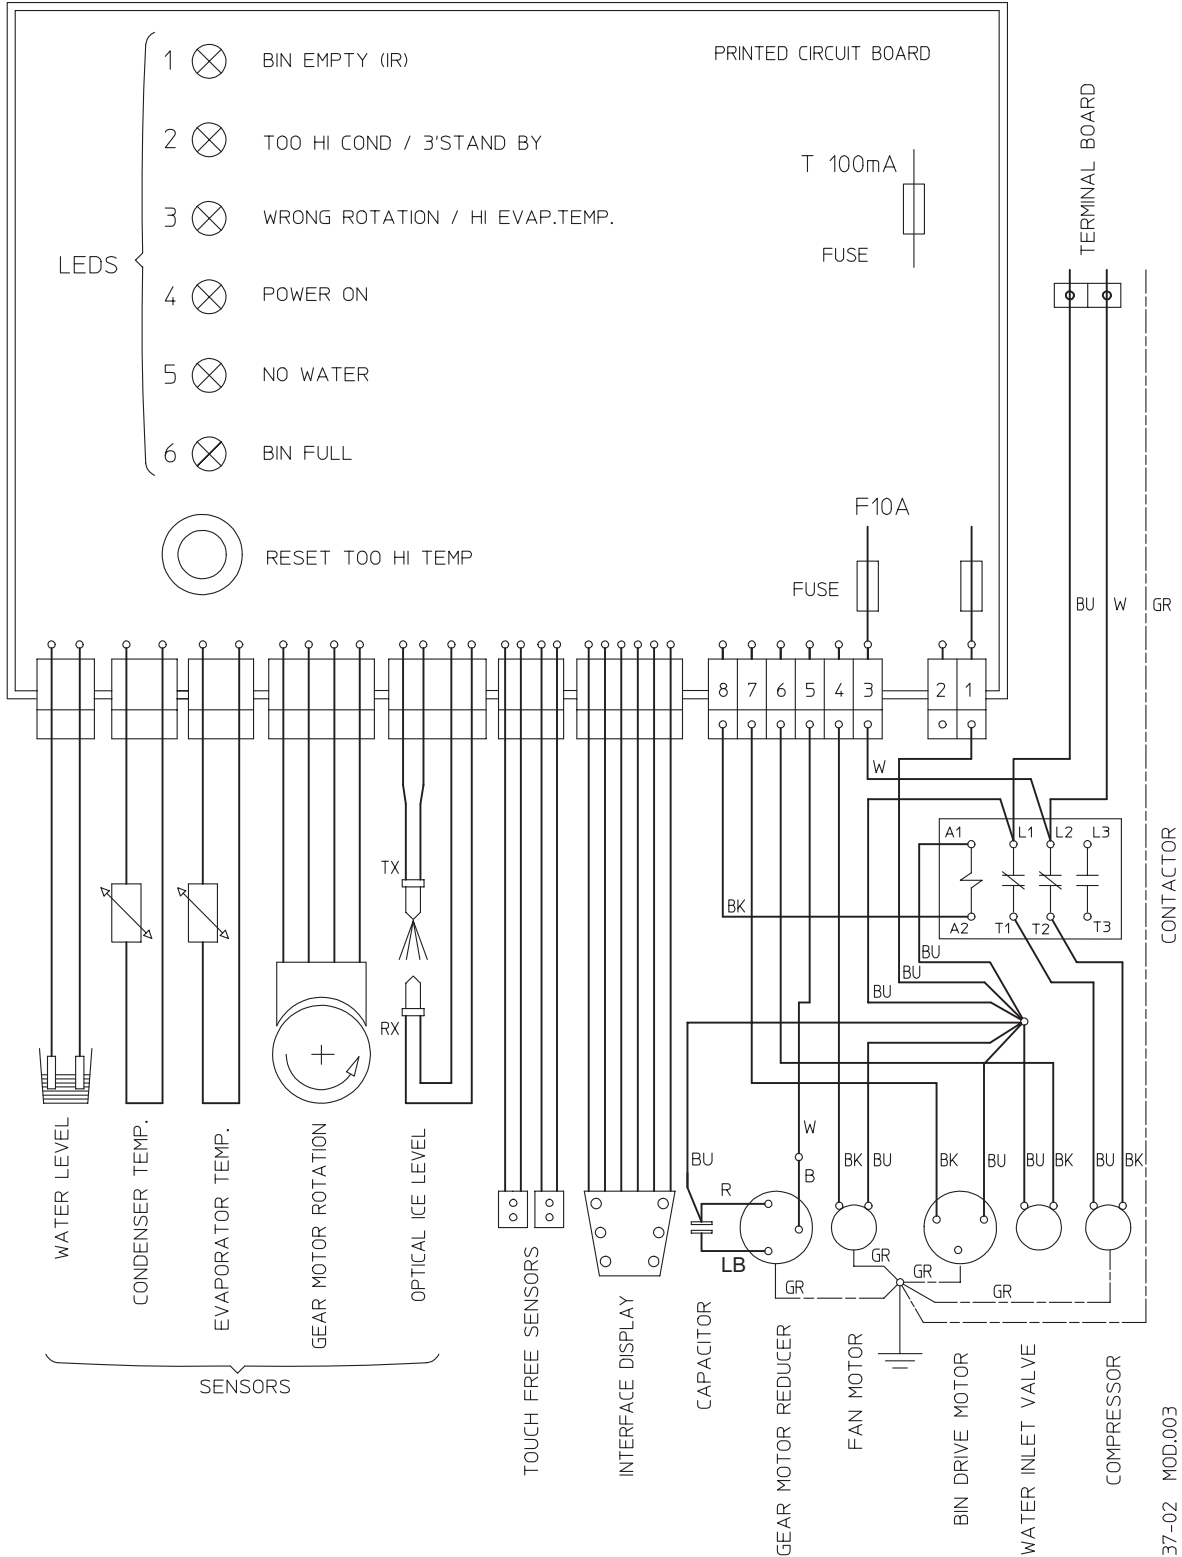 PRINTED CIRCUIT BOARD
LEDS
1 BIN EMPTY (IR)
2 TOO HI COND / 3'STAND BY
3 WRONG ROTATION / HI EVAP.TEMP.
4 POWER ON
5 NO WATER
6 BIN FULL
RESET TOO HI TEMP
T 100mA
FUSE
F10A
FUSE
TERMINAL BOARD
BU W GR
8 7 6 5 4 3 2 1
W
A1 L1 L2 L3
A2 T1 T2 T3
CONTACTOR
BK
BU
BU
BU
TX
RX
W
B
BU
R
LB
BK BU
BK BU
BU BK
BU BK
GR
GR
GR
GR
WATER LEVEL
CONDENSER TEMP.
EVAPORATOR TEMP.
GEAR MOTOR ROTATION
OPTICAL ICE LEVEL
SENSORS
TOUCH FREE SENSORS
INTERFACE DISPLAY
CAPACITOR
GEAR MOTOR REDUCER
FAN MOTOR
BIN DRIVE MOTOR
WATER INLET VALVE
COMPRESSOR
37-02 MOD.003